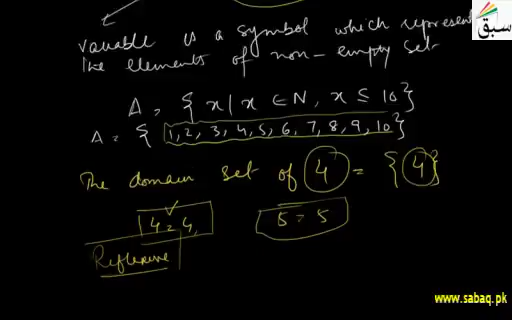 variable is a symbol which represent
the elements of non-empty set
سبق
A = { x | x ∈ N, x ≤ 10 }
A = { 1, 2, 3, 4, 5, 6, 7, 8, 9, 10 }
The domain set of 4 = { 4 }
4 = 4, 5 = 5
Reflexive
www.sabaq.pk